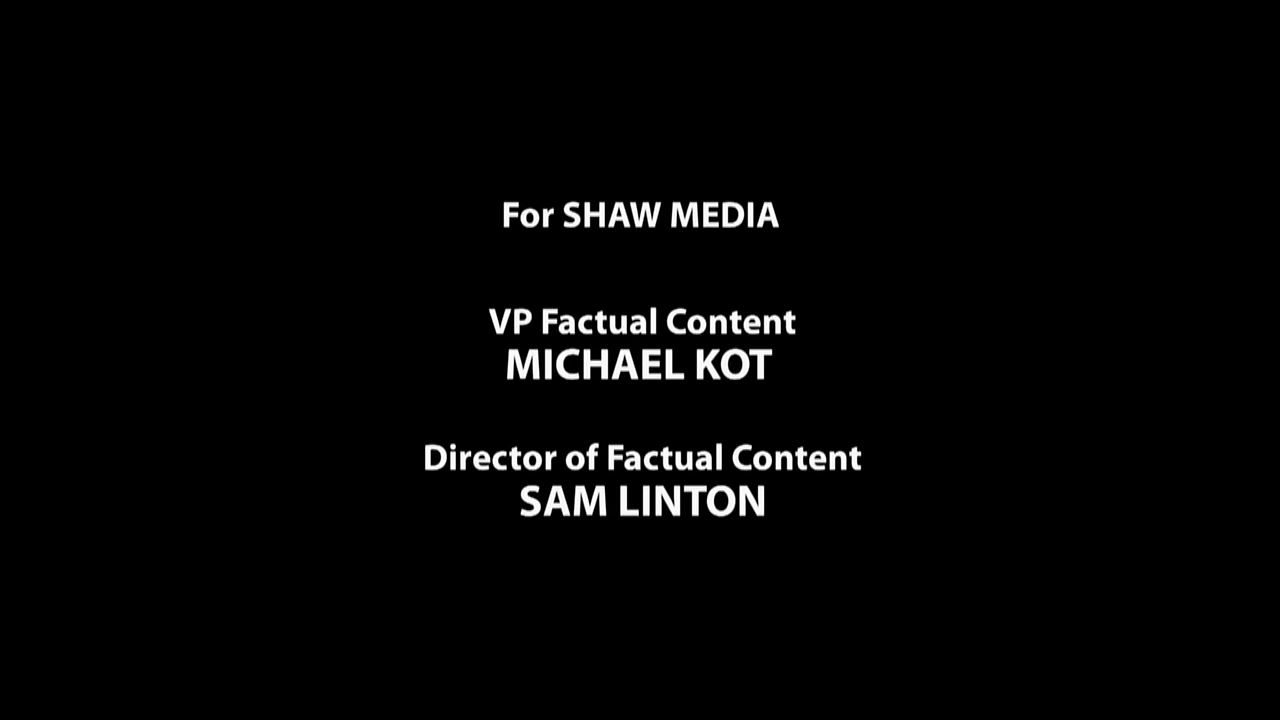 For SHAW MEDIA
VP Factual Content
MICHAEL KOT
Director of Factual Content
SAM LINTON